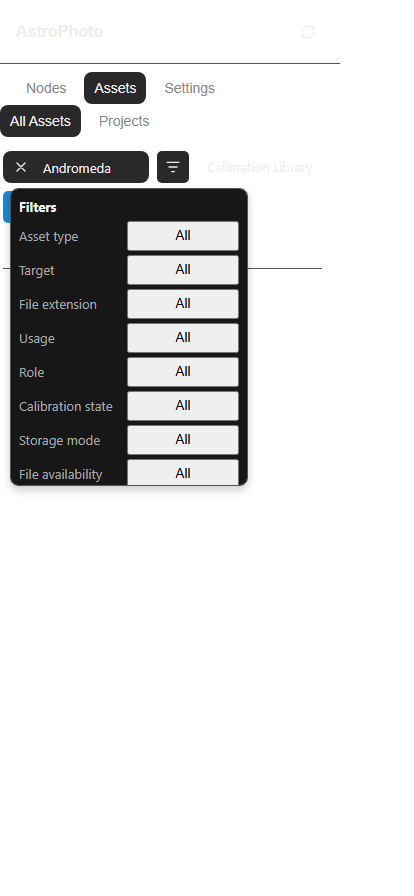 AstroPhoto
Nodes Assets Settings
All Assets Projects
Andromeda Calibration Library
Filters
Asset type All
Target All
File extension All
Usage All
Role All
Calibration state All
Storage mode All
File availability All